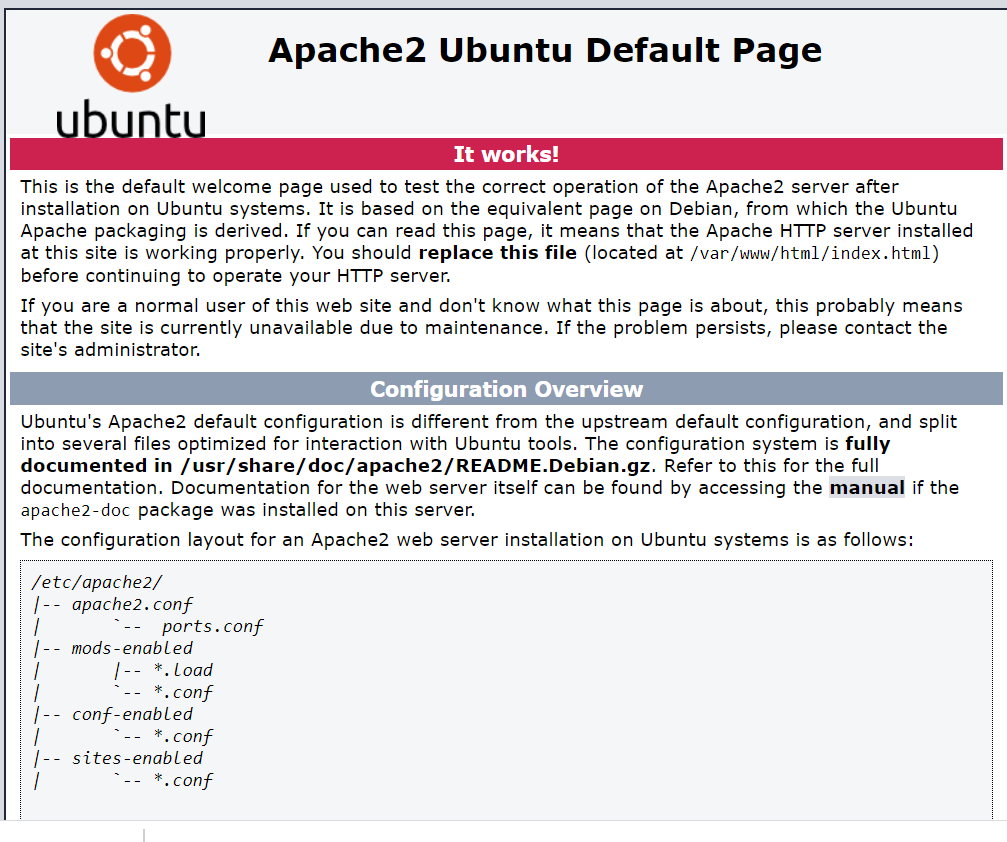 Apache2 Ubuntu Default Page
ubuntu
It works!
This is the default welcome page used to test the correct operation of the Apache2 server after
installation on Ubuntu systems. It is based on the equivalent page on Debian, from which the Ubuntu
Apache packaging is derived. If you can read this page, it means that the Apache HTTP server installed
at this site is working properly. You should replace this file (located at /var/www/html/index.html)
before continuing to operate your HTTP server.
If you are a normal user of this web site and don't know what this page is about, this probably means
that the site is currently unavailable due to maintenance. If the problem persists, please contact the
site's administrator.
Configuration Overview
Ubuntu's Apache2 default configuration is different from the upstream default configuration, and split
into several files optimized for interaction with Ubuntu tools. The configuration system is fully
documented in /usr/share/doc/apache2/README.Debian.gz. Refer to this for the full
documentation. Documentation for the web server itself can be found by accessing the manual if the
apache2-doc package was installed on this server.
The configuration layout for an Apache2 web server installation on Ubuntu systems is as follows:
/etc/apache2/
|-- apache2.conf
|       `--  ports.conf
|-- mods-enabled
|       |-- *.load
|       `-- *.conf
|-- conf-enabled
|       `-- *.conf
|-- sites-enabled
|       `-- *.conf